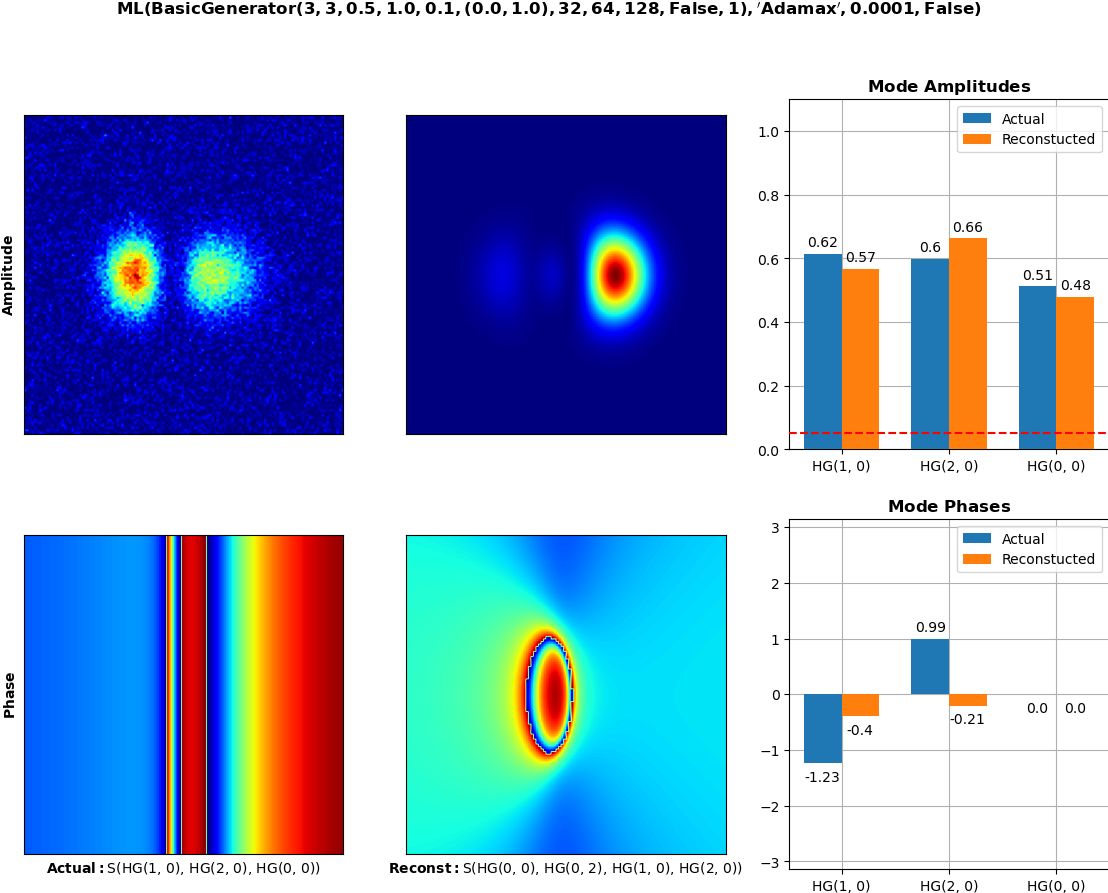 ML(BasicGenerator(3, 3, 0.5, 1.0, 0.1, (0.0, 1.0), 32, 64, 128, False, 1), 'Adamax', 0.0001, False)
Amplitude
Mode Amplitudes
Actual
Reconstucted
1.0
0.8
0.6
0.4
0.2
0.0
0.62
0.57
0.6
0.66
0.51
0.48
HG(1, 0)
HG(2, 0)
HG(0, 0)
Phase
Actual: S(HG(1, 0), HG(2, 0), HG(0, 0))
Reconst: S(HG(0, 0), HG(0, 2), HG(1, 0), HG(2, 0))
Mode Phases
Actual
Reconstucted
3
2
1
0
−1
−2
−3
-1.23
-0.4
0.99
-0.21
0.0
0.0
HG(1, 0)
HG(2, 0)
HG(0, 0)